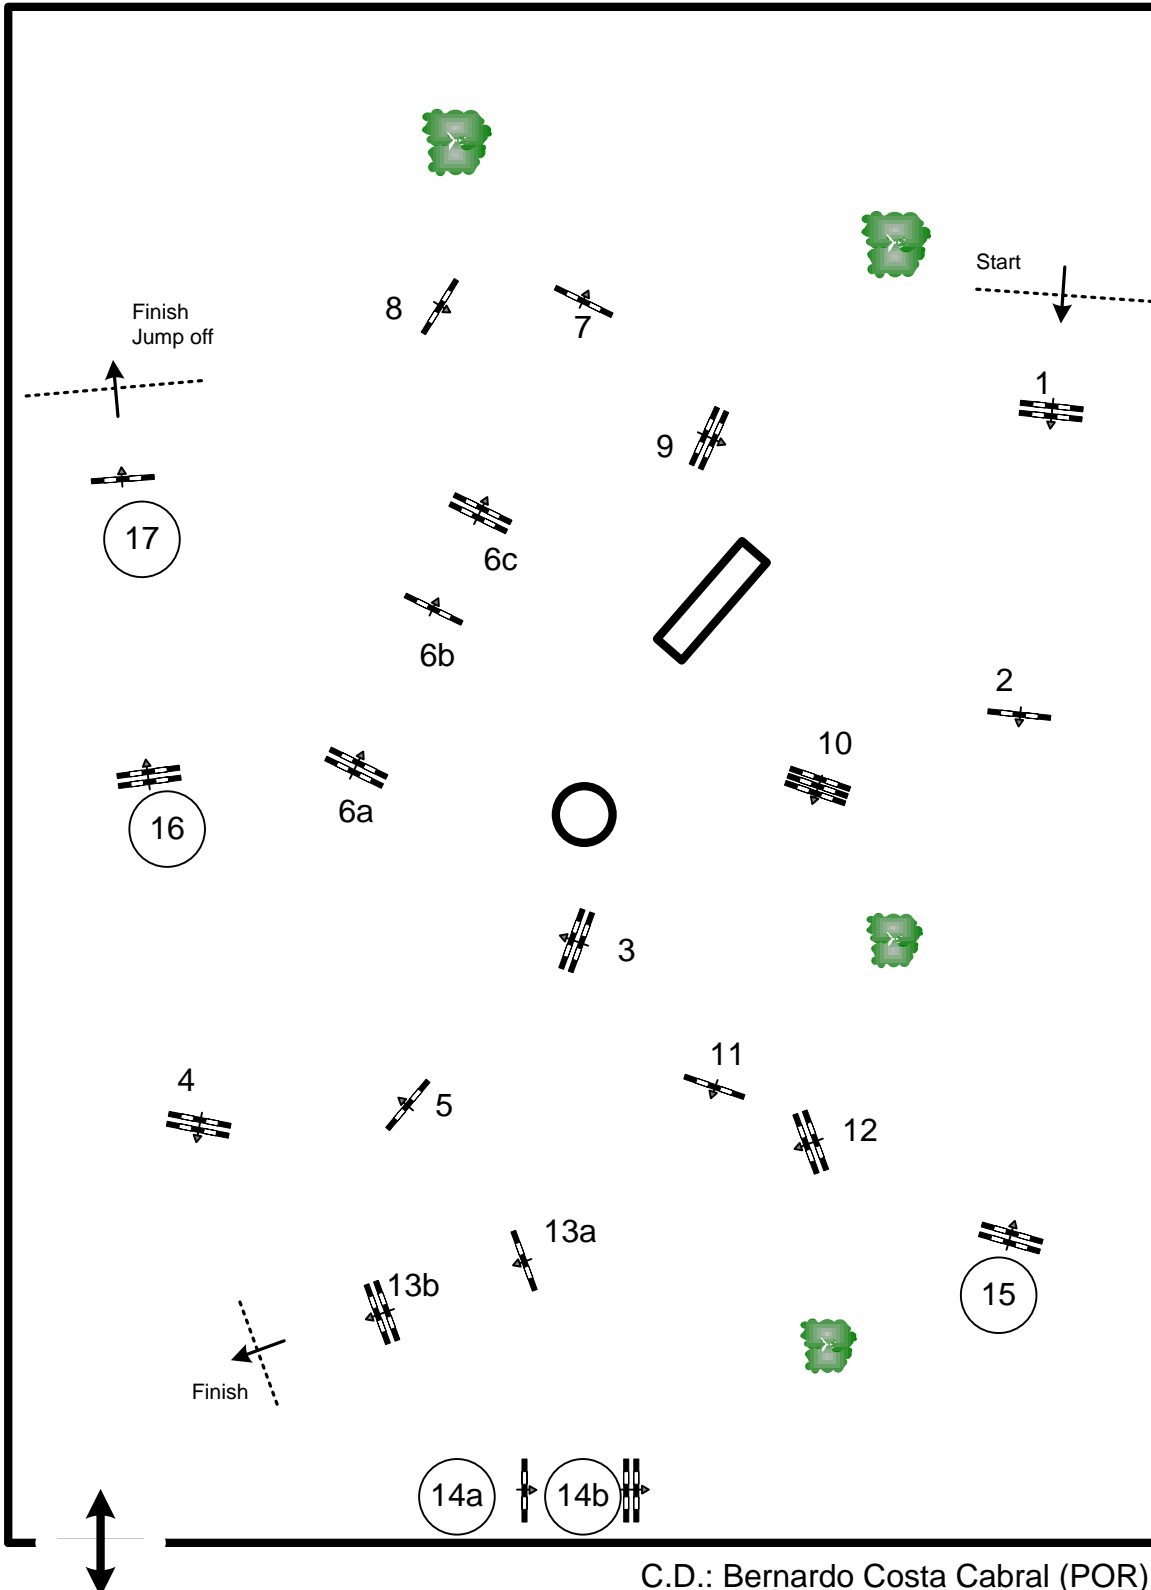 Start
8
7
Finish
Jump off
1
9
17
6c
6b
2
10
6a
16
3
11
4
5
12
13a
13b
15
Finish
14a
14b
C.D.: Bernardo Costa Cabral (POR)